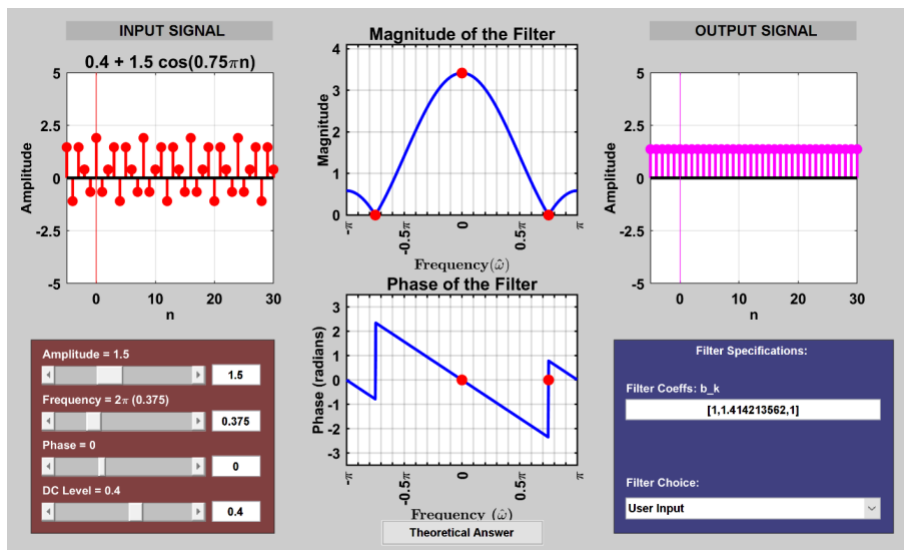 INPUT SIGNAL
0.4 + 1.5 cos(0.75πn)
5
2.5
0
-2.5
-5
Amplitude
0 10 20 30
n
Amplitude = 1.5
1.5
Frequency = 2π (0.375)
0.375
Phase = 0
0
DC Level = 0.4
0.4
Magnitude of the Filter
4
3
2
1
0
Magnitude
-π -0.5π 0 0.5π π
Frequency(ω̂)
Phase of the Filter
3
2
1
0
-1
-2
-3
Phase (radians)
-π -0.5π 0 0.5π π
Frequency (ω̂)
Theoretical Answer
OUTPUT SIGNAL
5
2.5
0
-2.5
-5
Amplitude
0 10 20 30
n
Filter Specifications:
Filter Coeffs: b_k
[1,1.414213562,1]
Filter Choice:
User Input